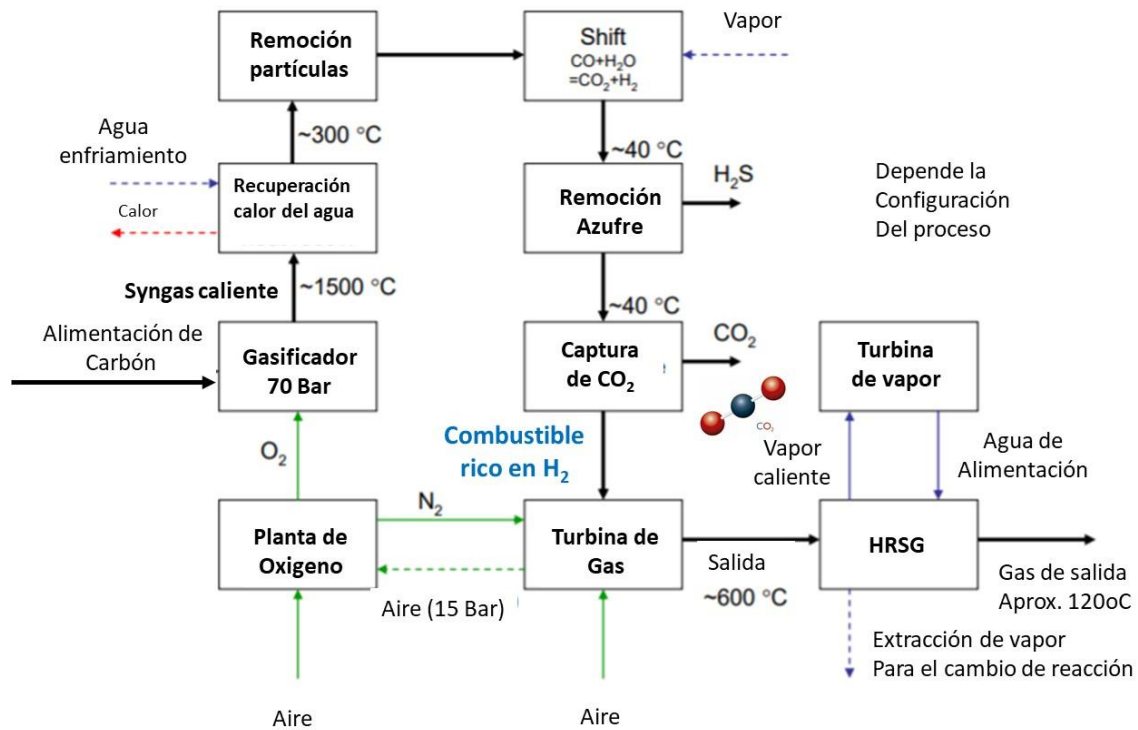 Remoción
partículas
Shift
CO+H₂O
=CO₂+H₂
Vapor
Agua
enfriamiento
~300 °C
~40 °C
Recuperación
calor del agua
Calor
Remoción
Azufre
H₂S
Depende la
Configuración
Del proceso
Syngas caliente
~1500 °C
~40 °C
Alimentación de
Carbón
Gasificador
70 Bar
Captura
de CO₂
CO₂
CO₂
Turbina
de vapor
O₂
Combustible
rico en H₂
Vapor
caliente
Agua de
Alimentación
Planta de
Oxigeno
N₂
Aire (15 Bar)
Turbina de
Gas
Salida
~600 °C
HRSG
Gas de salida
Aprox. 120oC
Extracción de vapor
Para el cambio de reacción
Aire
Aire